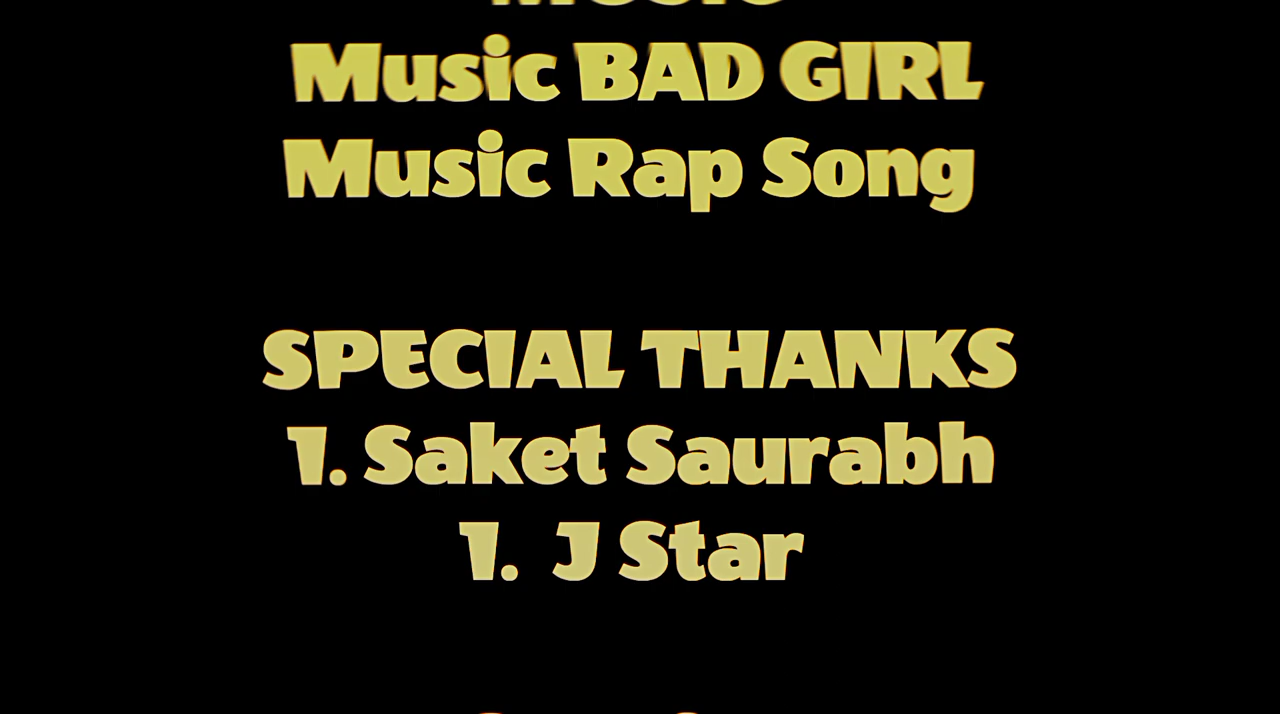 Music BAD GIRL
Music Rap Song
SPECIAL THANKS
1. Saket Saurabh
1. J Star